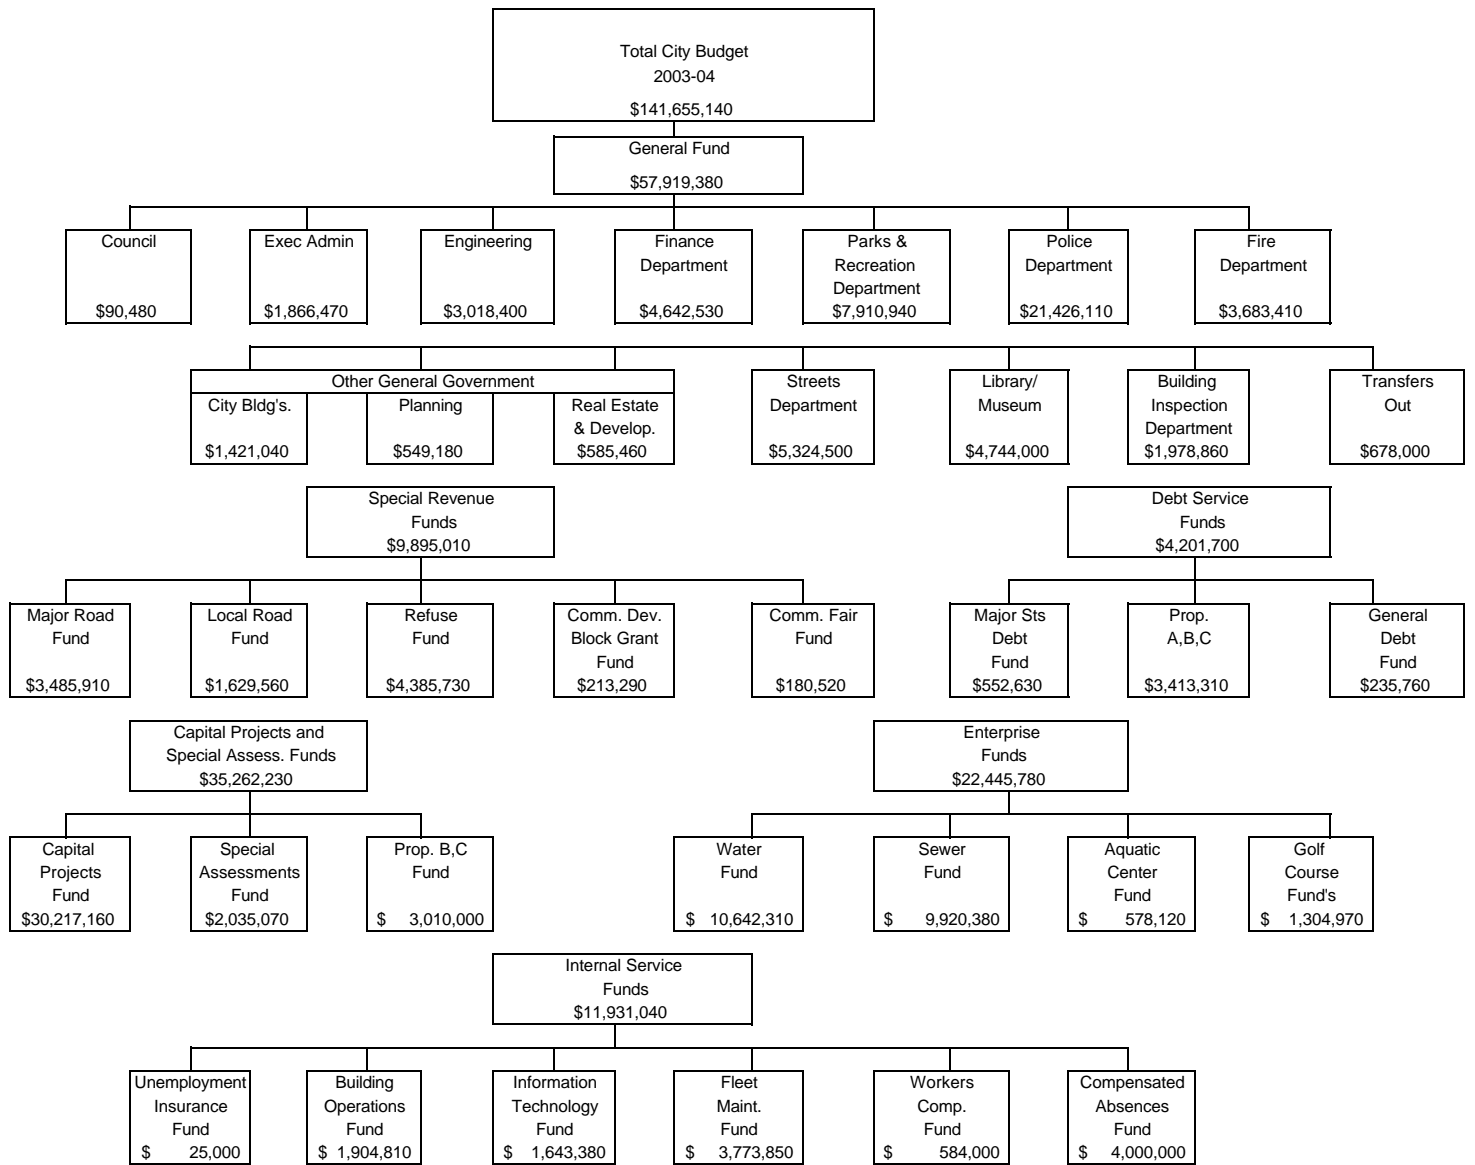 Total City Budget
2003-04
$141,655,140
General Fund
$57,919,380
Council
$90,480
Exec Admin
$1,866,470
Engineering
$3,018,400
Finance
Department
$4,642,530
Parks &
Recreation
Department
$7,910,940
Police
Department
$21,426,110
Fire
Department
$3,683,410
Other General Government
City Bldg's.
$1,421,040
Planning
$549,180
Real Estate
& Develop.
$585,460
Streets
Department
$5,324,500
Library/
Museum
$4,744,000
Building
Inspection
Department
$1,978,860
Transfers
Out
$678,000
Special Revenue
Funds
$9,895,010
Debt Service
Funds
$4,201,700
Major Road
Fund
$3,485,910
Local Road
Fund
$1,629,560
Refuse
Fund
$4,385,730
Comm. Dev.
Block Grant
Fund
$213,290
Comm. Fair
Fund
$180,520
Major Sts
Debt
Fund
$552,630
Prop.
A,B,C
$3,413,310
General
Debt
Fund
$235,760
Capital Projects and
Special Assess. Funds
$35,262,230
Enterprise
Funds
$22,445,780
Capital
Projects
Fund
$30,217,160
Special
Assessments
Fund
$2,035,070
Prop. B,C
Fund
$ 3,010,000
Water
Fund
$ 10,642,310
Sewer
Fund
$ 9,920,380
Aquatic
Center
Fund
$ 578,120
Golf
Course
Fund's
$ 1,304,970
Internal Service
Funds
$11,931,040
Unemployment
Insurance
Fund
$ 25,000
Building
Operations
Fund
$ 1,904,810
Information
Technology
Fund
$ 1,643,380
Fleet
Maint.
Fund
$ 3,773,850
Workers
Comp.
Fund
$ 584,000
Compensated
Absences
Fund
$ 4,000,000